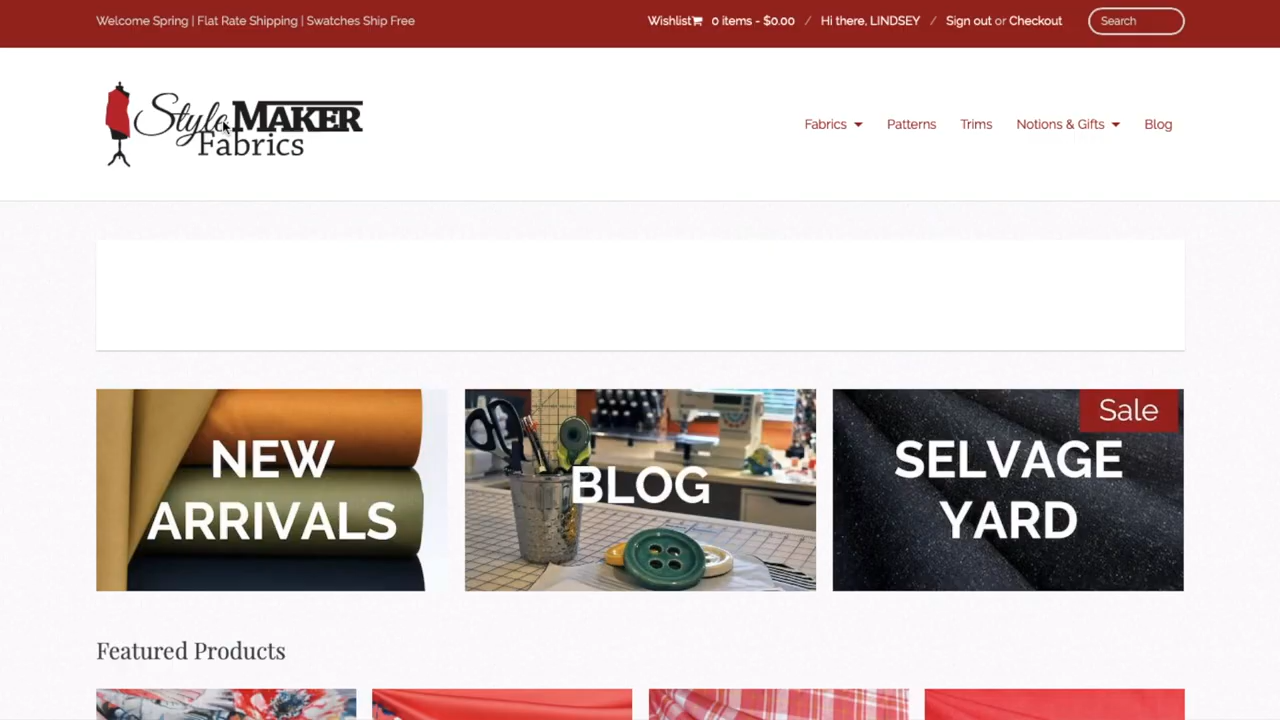 Welcome Spring | Flat Rate Shipping | Swatches Ship Free
Wishlist 0 items - $0.00 / Hi there, LINDSEY / Sign out or Checkout
Search
Style MAKER
Fabrics
Fabrics
Patterns
Trims
Notions & Gifts
Blog
NEW
ARRIVALS
BLOG
Sale
SELVAGE
YARD
Featured Products